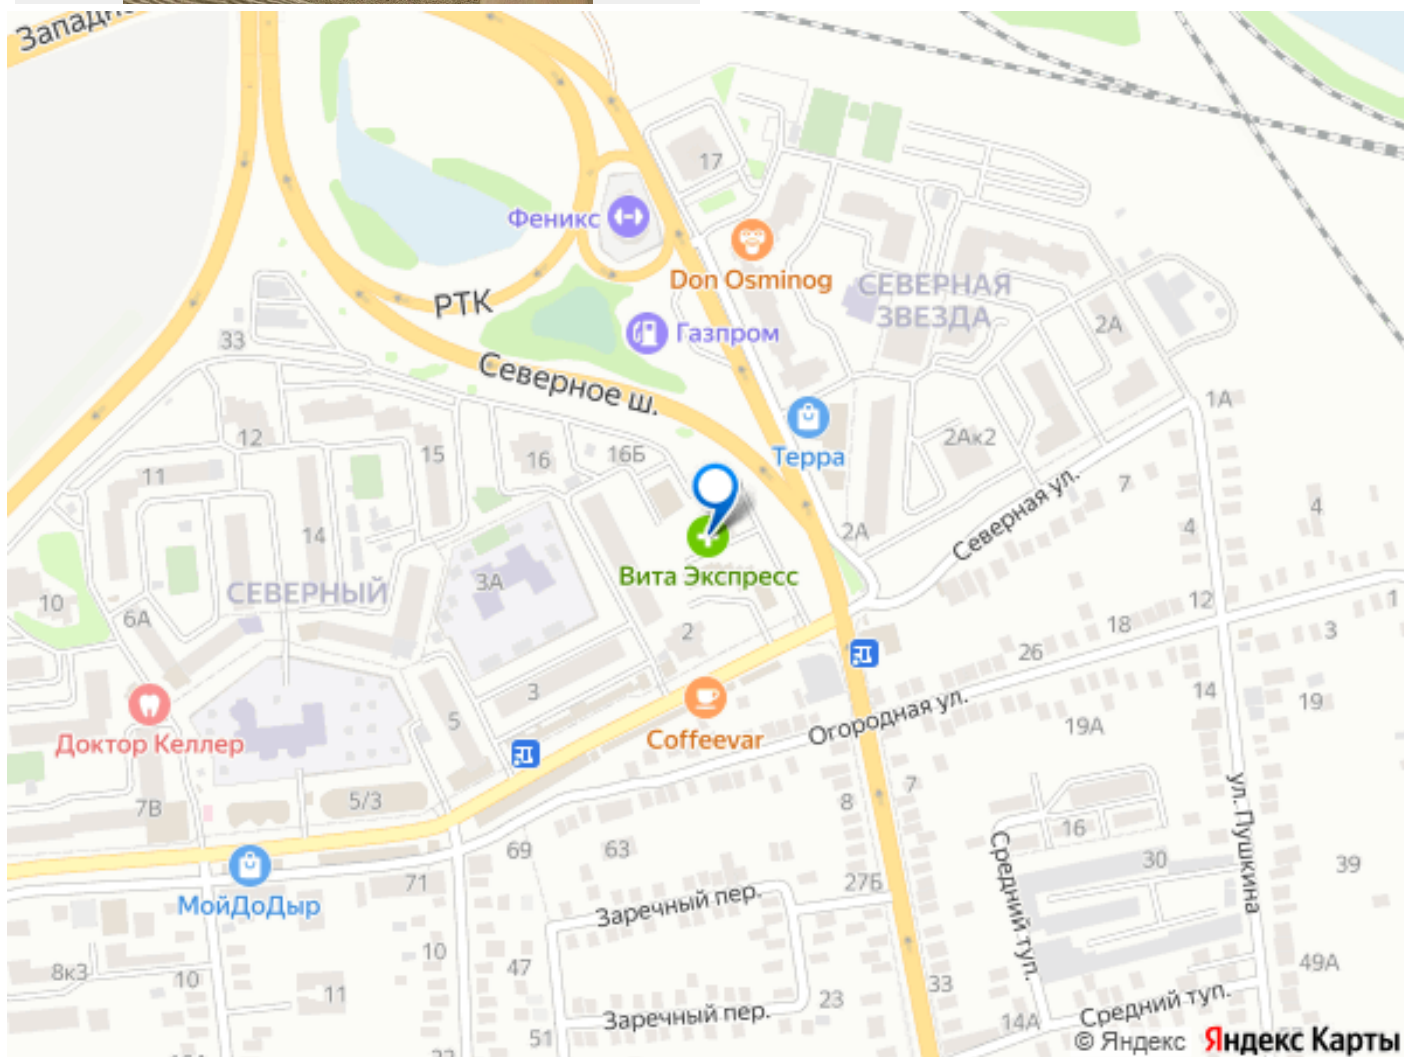 Западн
17
Феникс
Don Osminog
СЕВЕРНАЯ
ЗВЕЗДА
РТК
Газпром
2А
33
Северное ш.
1А
12
15
16
16Б
Терра
2Ак2
11
7
4
4
14
2А
Северная ул.
Вита Экспресс
3А
СЕВЕРНЫЙ
10
6А
2
12
18
1
3
26
3
14
19
5
Огородная ул.
19А
Доктор Келлер
Coffeevar
7В
5/3
8
7
ул. Пушкина
16
30
39
69
63
Средний туп.
МойДоДыр
71
27Б
Заречный пер.
8к3
10
10
47
11
49А
33
23
Средний туп.
51
Заречный пер.
14А
© Яндекс Яндекс Карты